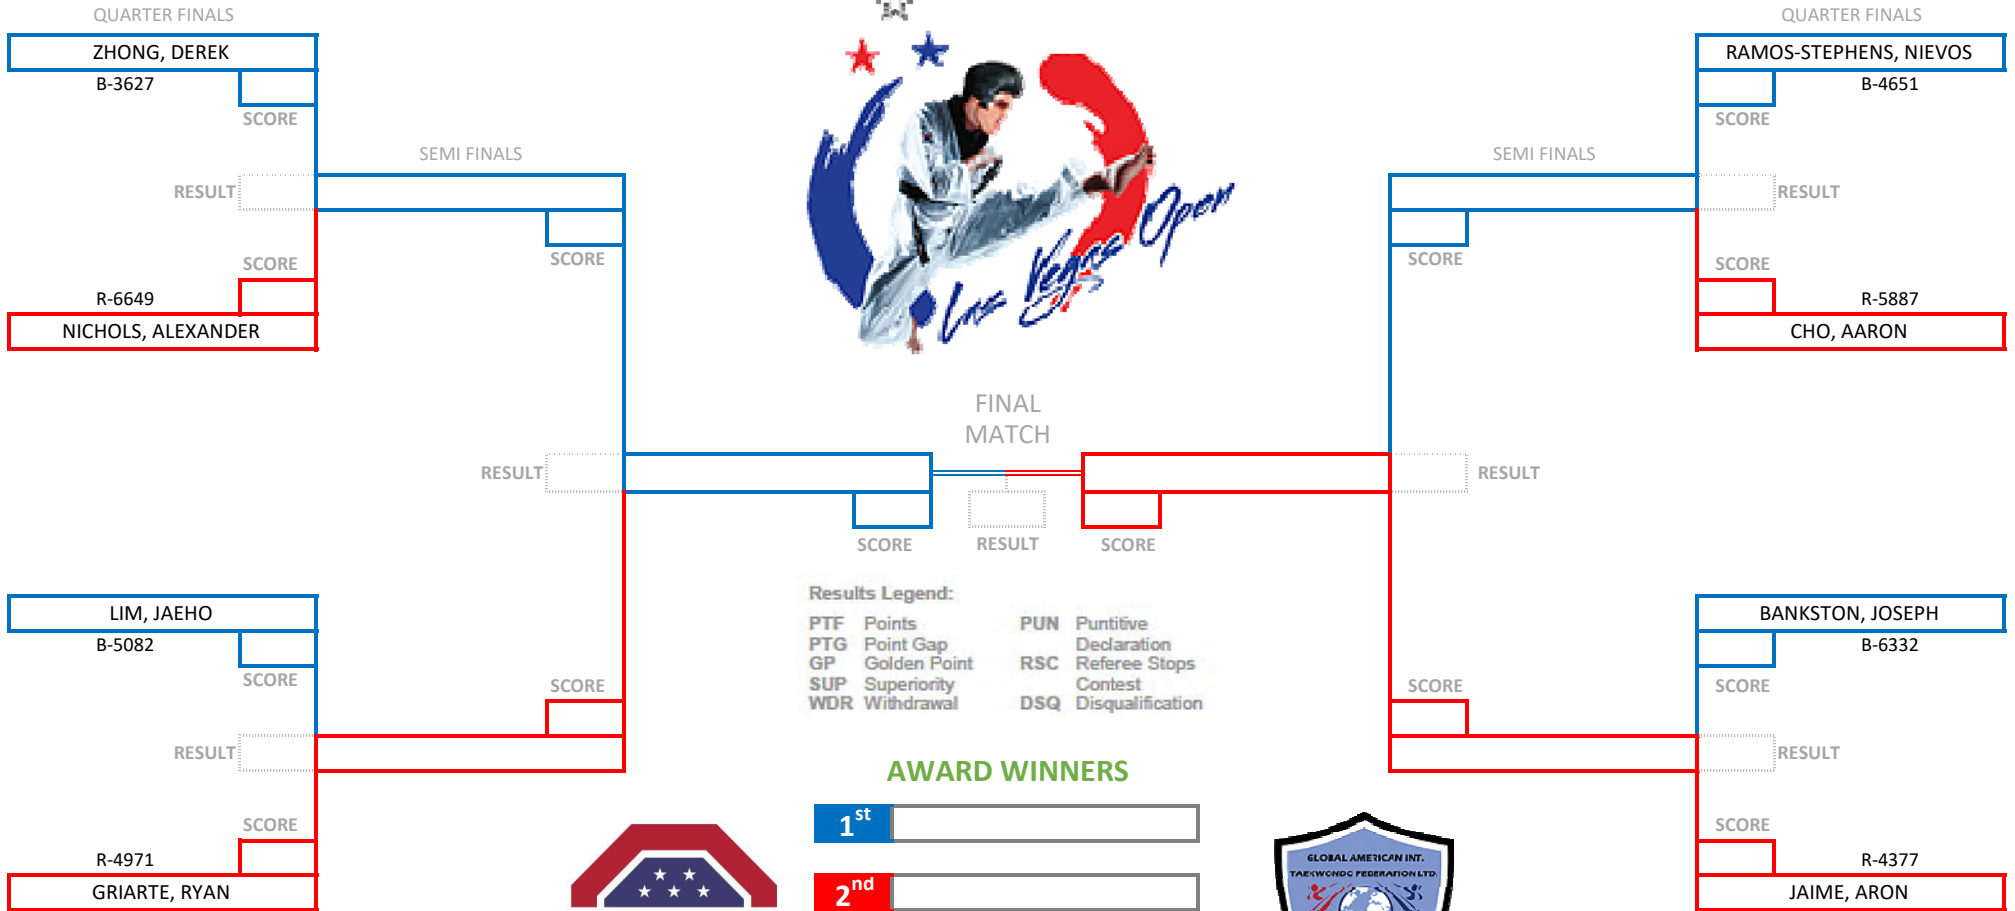 QUARTER FINALS
QUARTER FINALS
ZHONG, DEREK
RAMOS-STEPHENS, NIEVOS
B-3627
B-4651
SCORE
SCORE
SEMI FINALS
SEMI FINALS
RESULT
RESULT
SCORE
SCORE
SCORE
SCORE
Las Vegas Open
R-6649
R-5887
NICHOLS, ALEXANDER
CHO, AARON
FINAL
MATCH
RESULT
RESULT
SCORE
RESULT
SCORE
Results Legend:
PTF Points
PUN Puntitive
PTG Point Gap
Declaration
GP Golden Point
RSC Referee Stops
SUP Superiority
Contest
WDR Withdrawal
DSQ Disqualification
LIM, JAEHO
BANKSTON, JOSEPH
B-5082
B-6332
SCORE
SCORE
SCORE
SCORE
RESULT
RESULT
AWARD WINNERS
1st
SCORE
SCORE
R-4971
R-4377
GRIARTE, RYAN
JAIME, ARON
2nd
GLOBAL AMERICAN INT.
TAEKWONDO FEDERATION LTD.